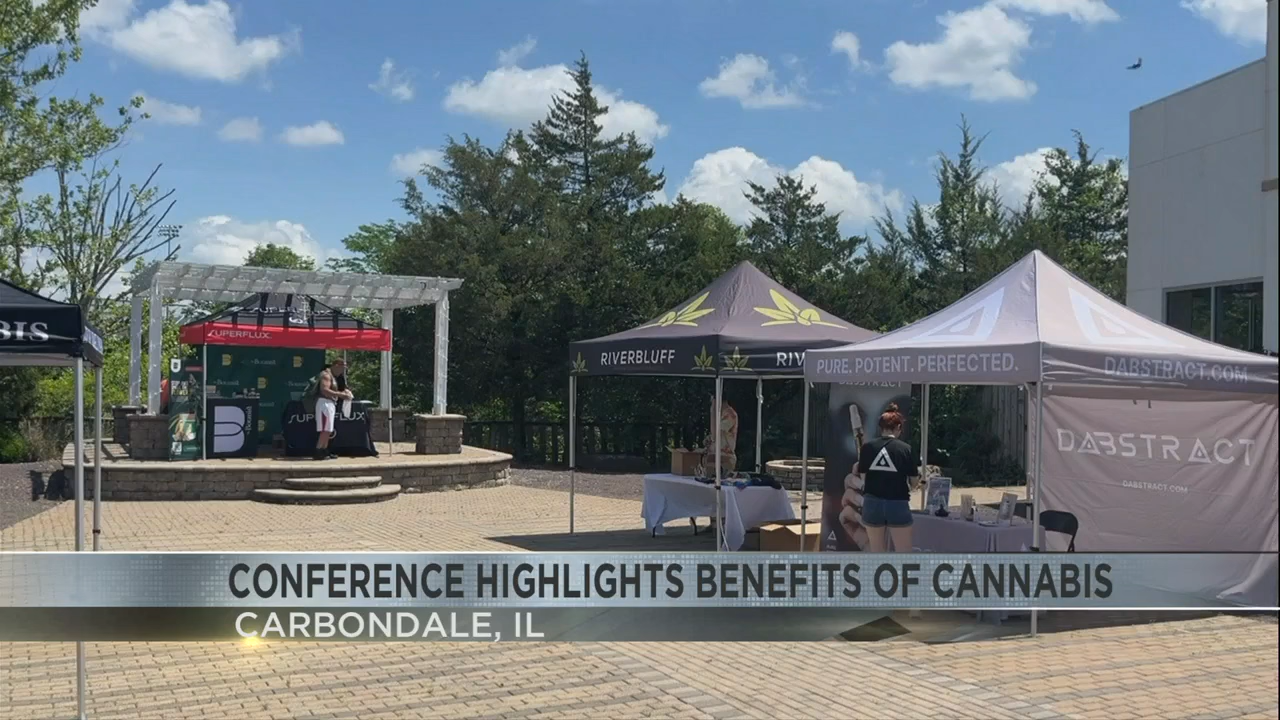 BIS
SUPERFLUX
SUPERFLUX
RIVERBLUFF
RIV
PURE. POTENT. PERFECTED.
DABSTRACT.COM
DABSTRACT
DABSTRACT.COM
CONFERENCE HIGHLIGHTS BENEFITS OF CANNABIS
CARBONDALE, IL